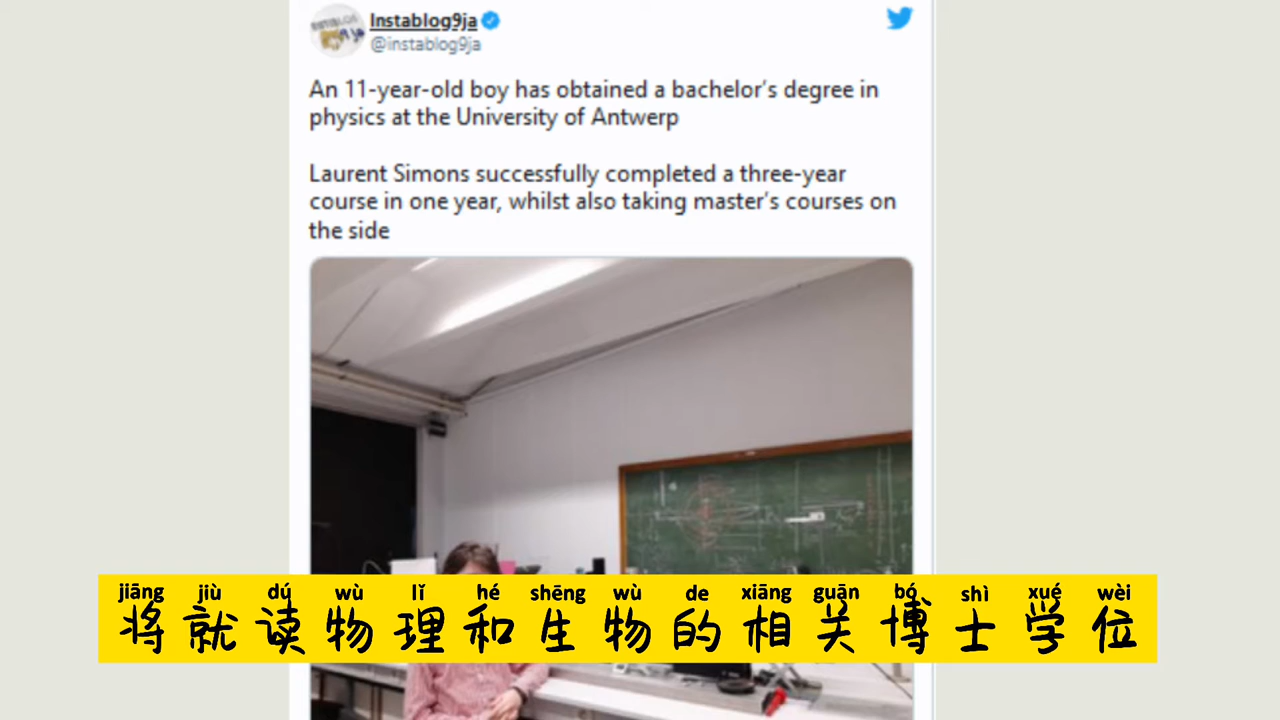 Instablog9ja
@instablog9ja
An 11-year-old boy has obtained a bachelor's degree in
physics at the University of Antwerp
Laurent Simons successfully completed a three-year
course in one year, whilst also taking master's courses on
the side
jiāng jiù dú wù lǐ hé shēng wù de xiāng guān bó shì xué wèi
将就读物理和生物的相关博士学位